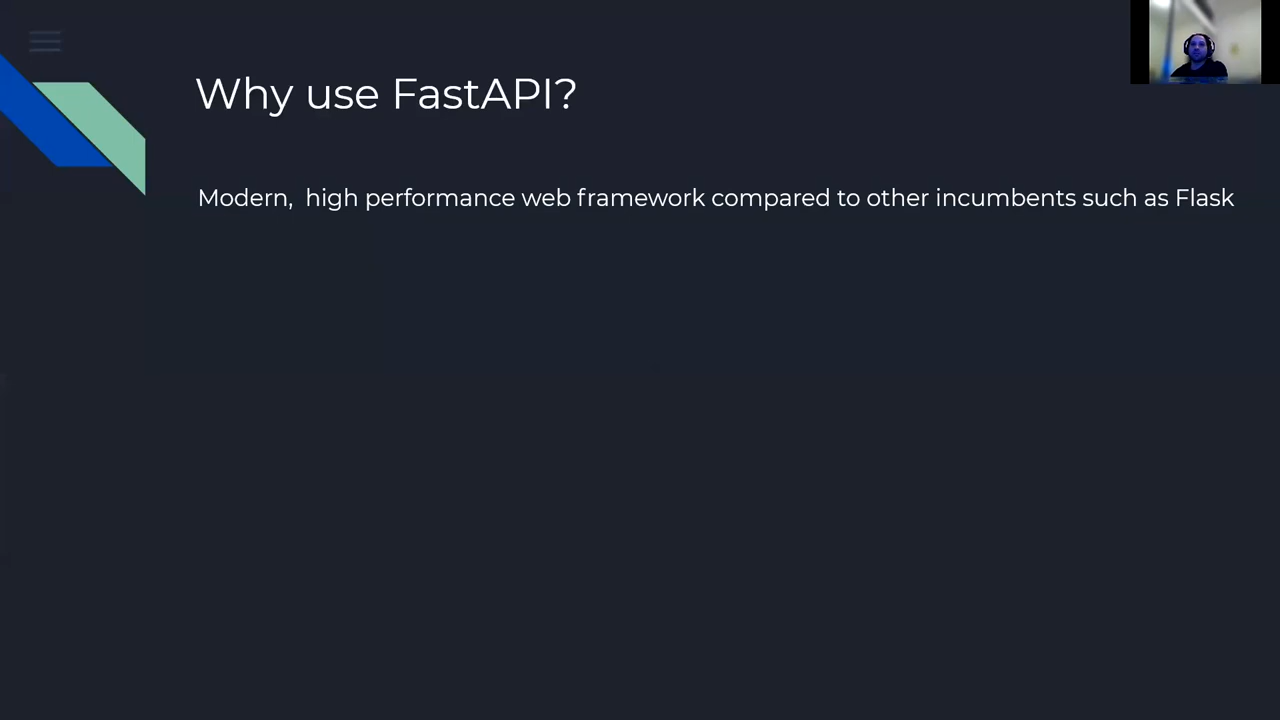 Why use FastAPI?
Modern, high performance web framework compared to other incumbents such as Flask